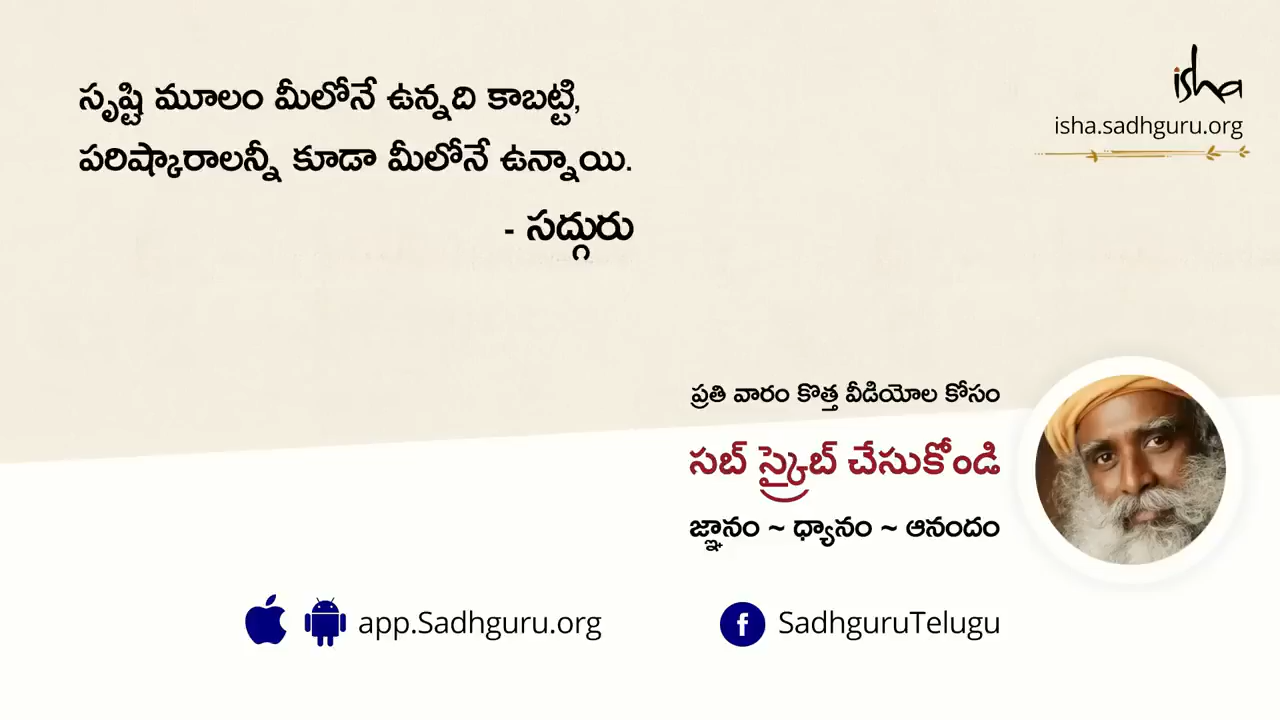 సృష్టి మూలం మీలోనే ఉన్నది కాబట్టి,
పరిష్కారాలన్నీ కూడా మీలోనే ఉన్నాయి.
- సద్గురు
isha
isha.sadhguru.org
ప్రతి వారం కొత్త వీడియోల కోసం
సబ్ స్క్రైబ్ చేసుకోండి
జ్ఞానం ~ ధ్యానం ~ ఆనందం
app.Sadhguru.org
f SadhguruTelugu